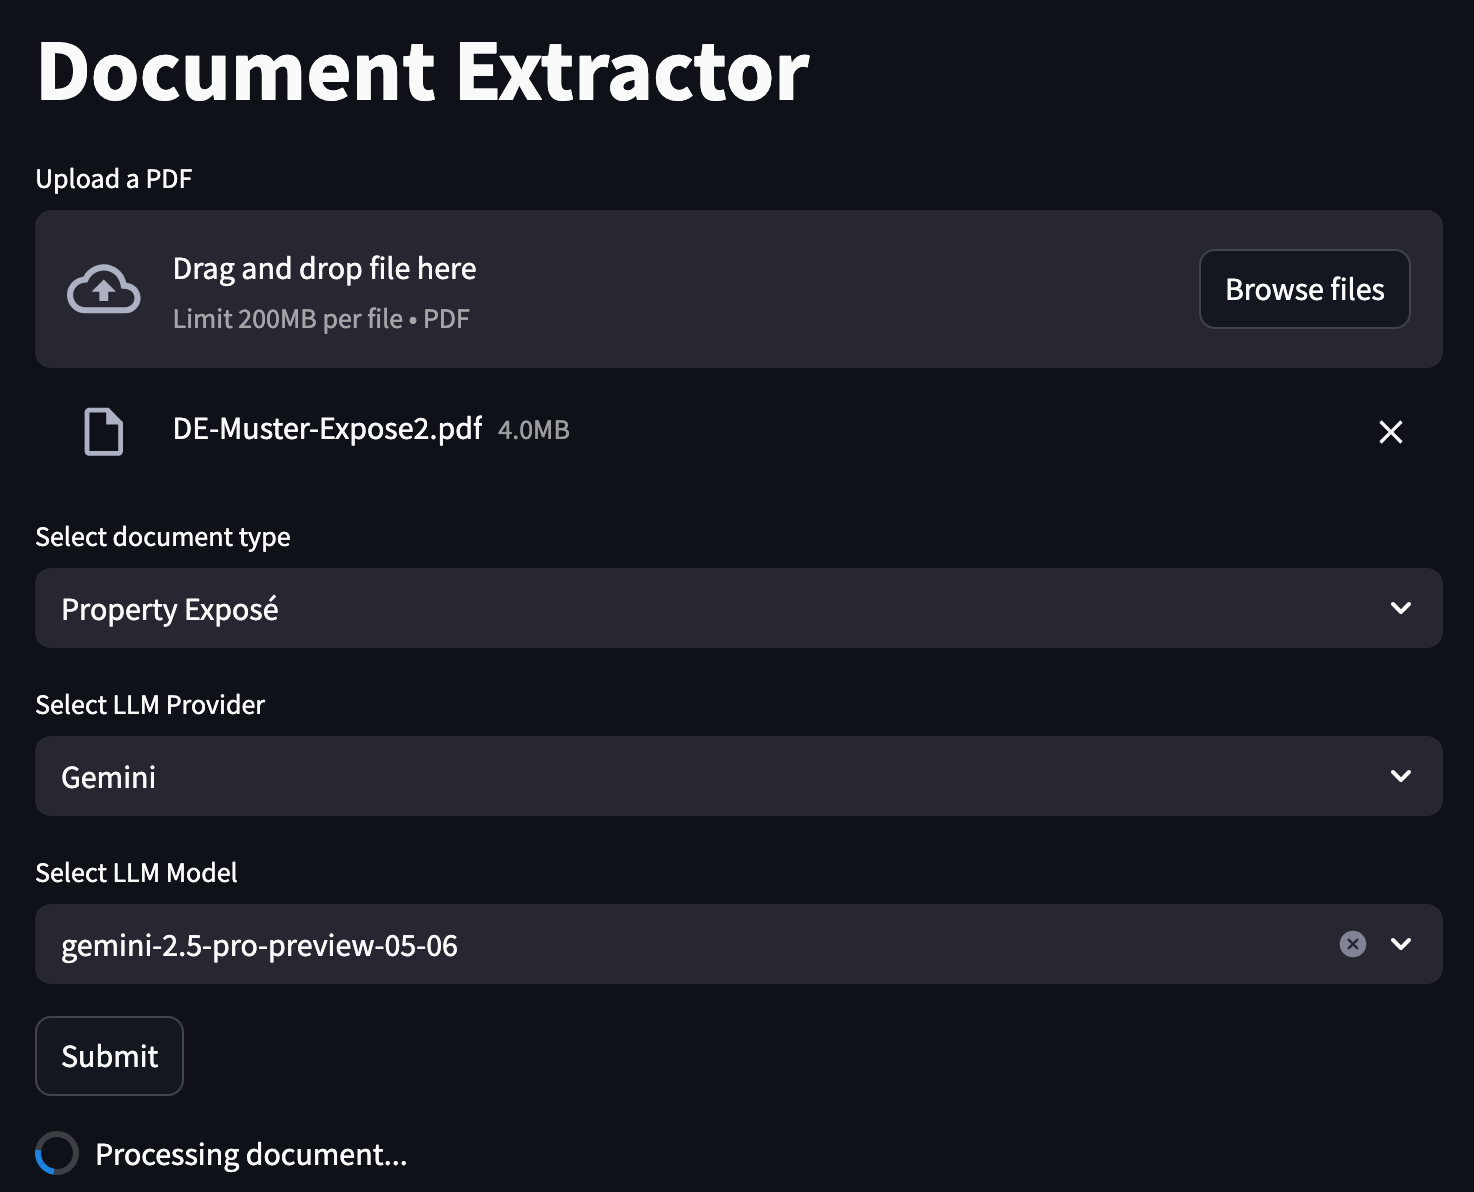 Document Extractor
Upload a PDF
Drag and drop file here
Limit 200MB per file • PDF
Browse files
DE-Muster-Expose2.pdf 4.0MB
Select document type
Property Exposé
Select LLM Provider
Gemini
Select LLM Model
gemini-2.5-pro-preview-05-06
Submit
Processing document...